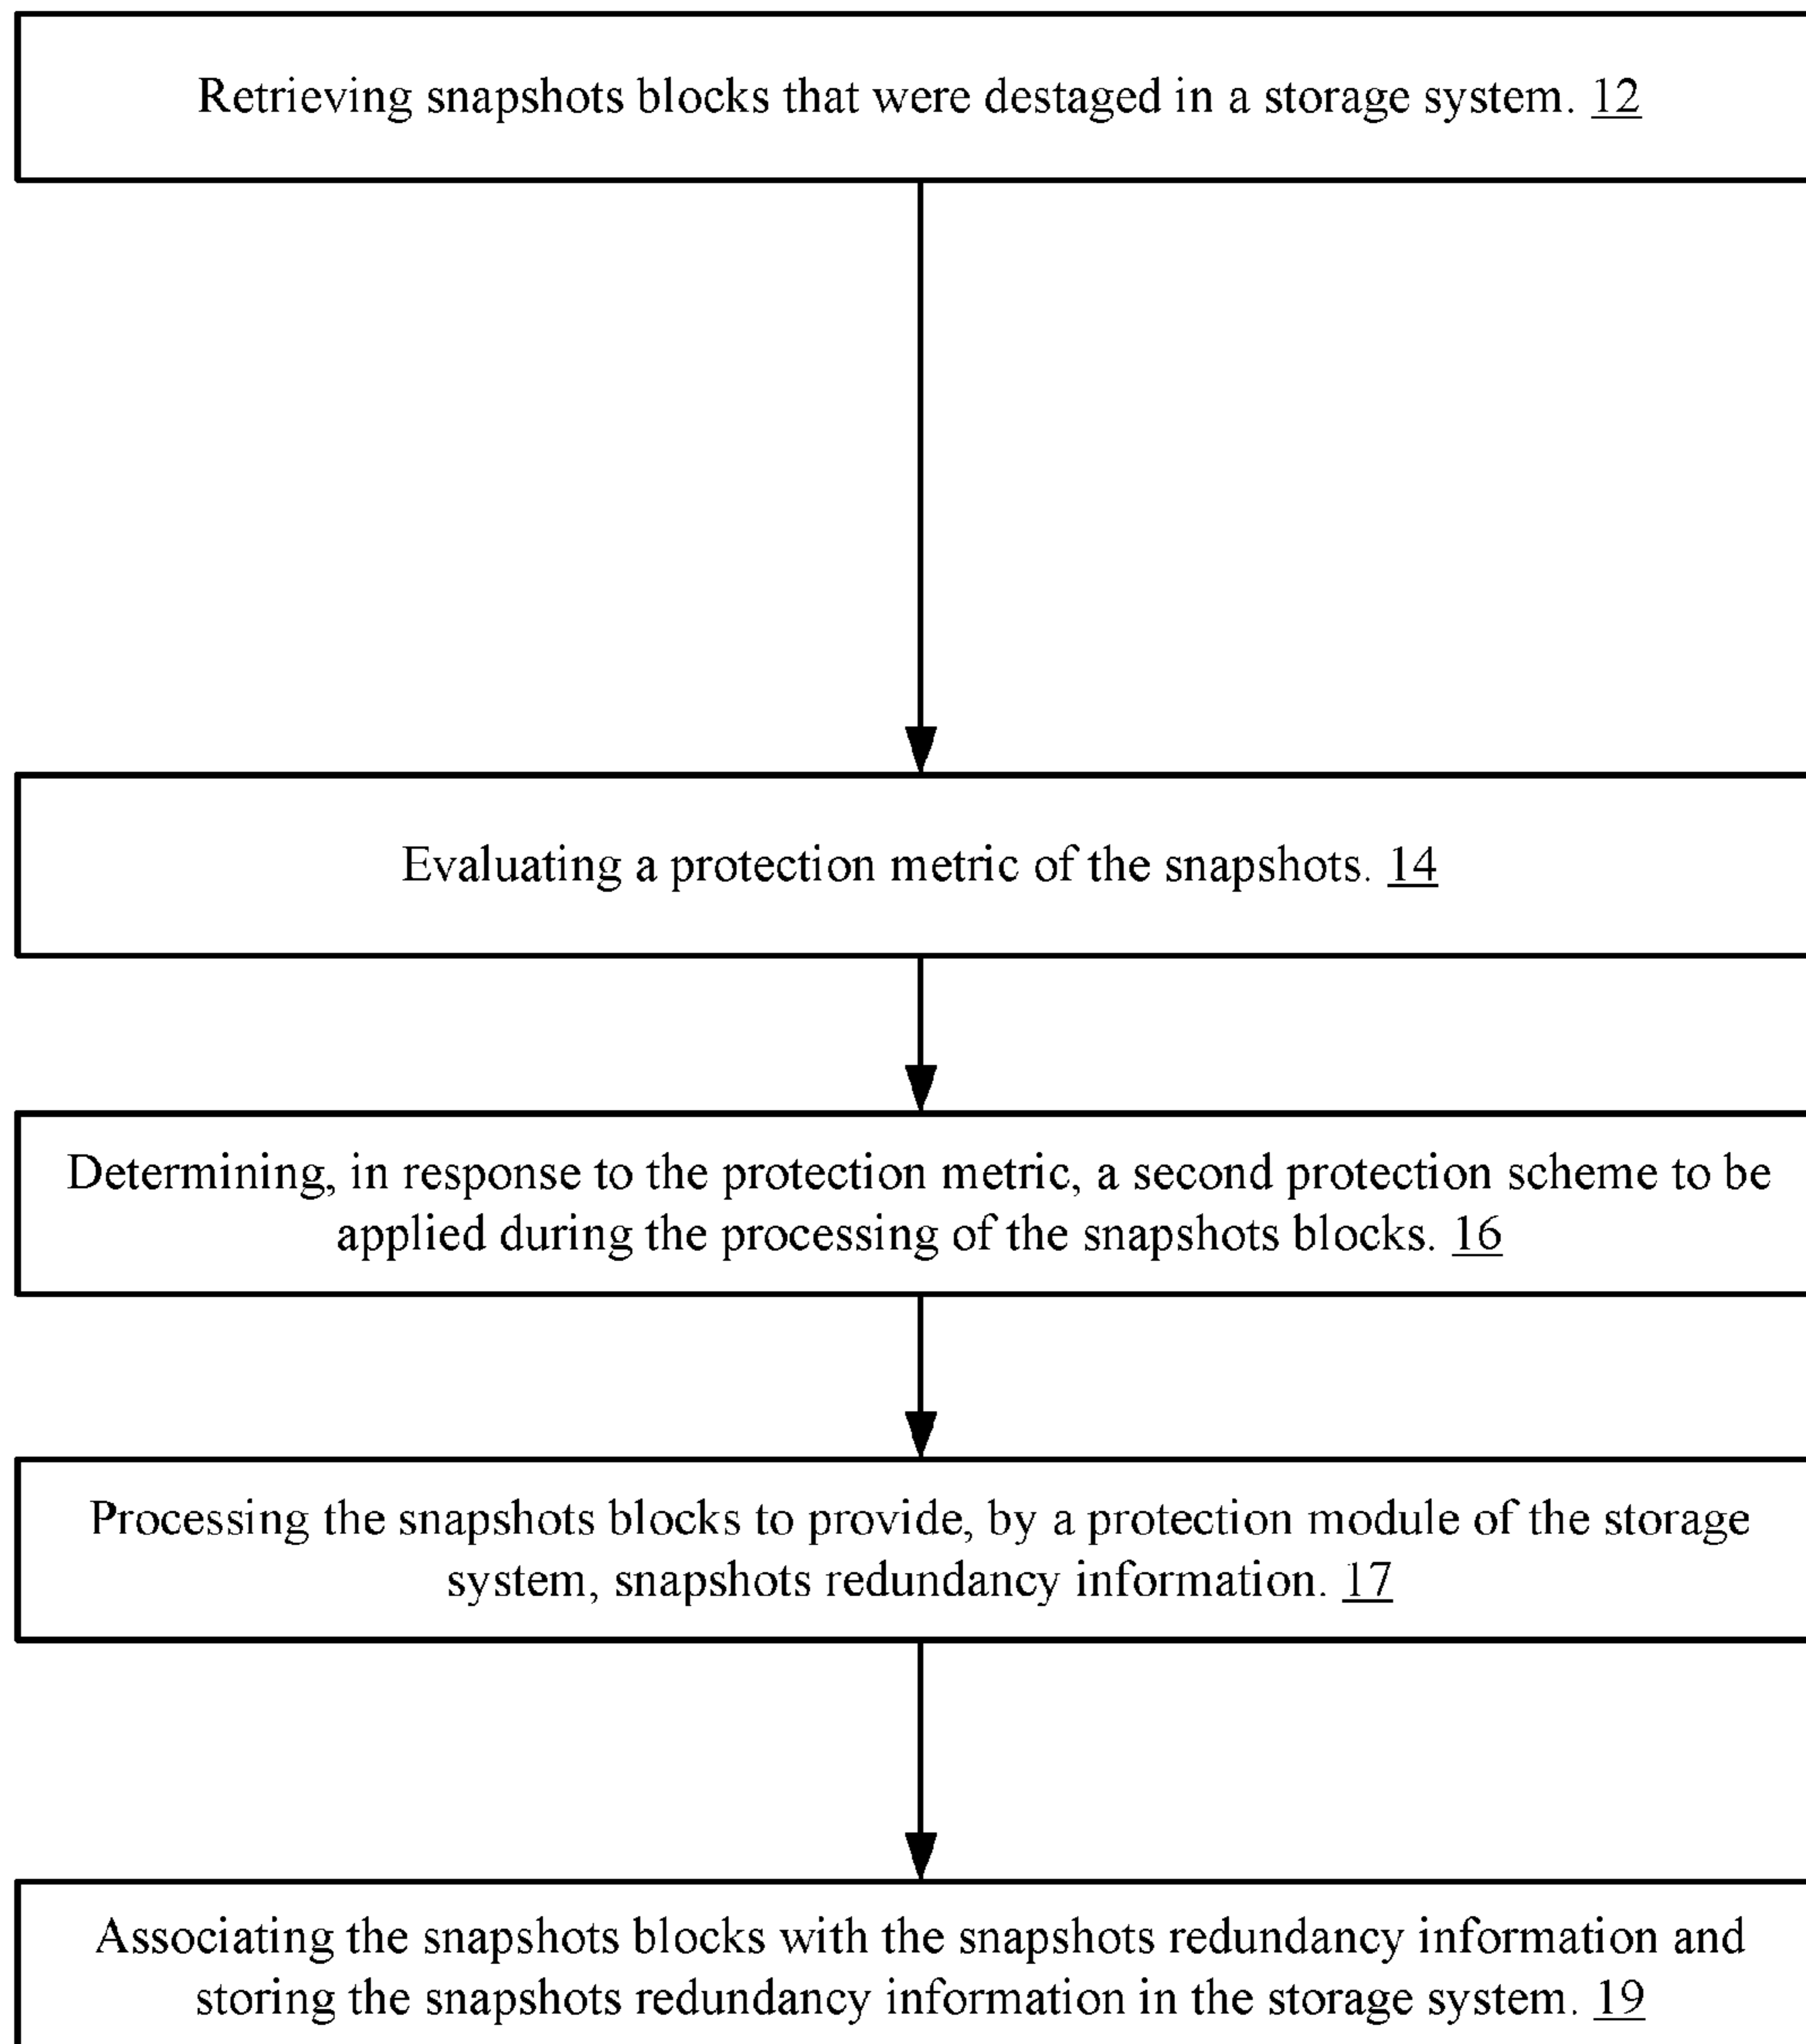 Retrieving snapshots blocks that were destaged in a storage system. 12
Evaluating a protection metric of the snapshots. 14
Determining, in response to the protection metric, a second protection scheme to be
applied during the processing of the snapshots blocks. 16
Processing the snapshots blocks to provide, by a protection module of the storage
system, snapshots redundancy information. 17
Associating the snapshots blocks with the snapshots redundancy information and
storing the snapshots redundancy information in the storage system. 19